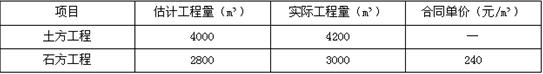 项目 估计工程量（m³） 实际工程量（m³） 合同单价（元/m³）
土方工程 4000 4200 —
石方工程 2800 3000 240